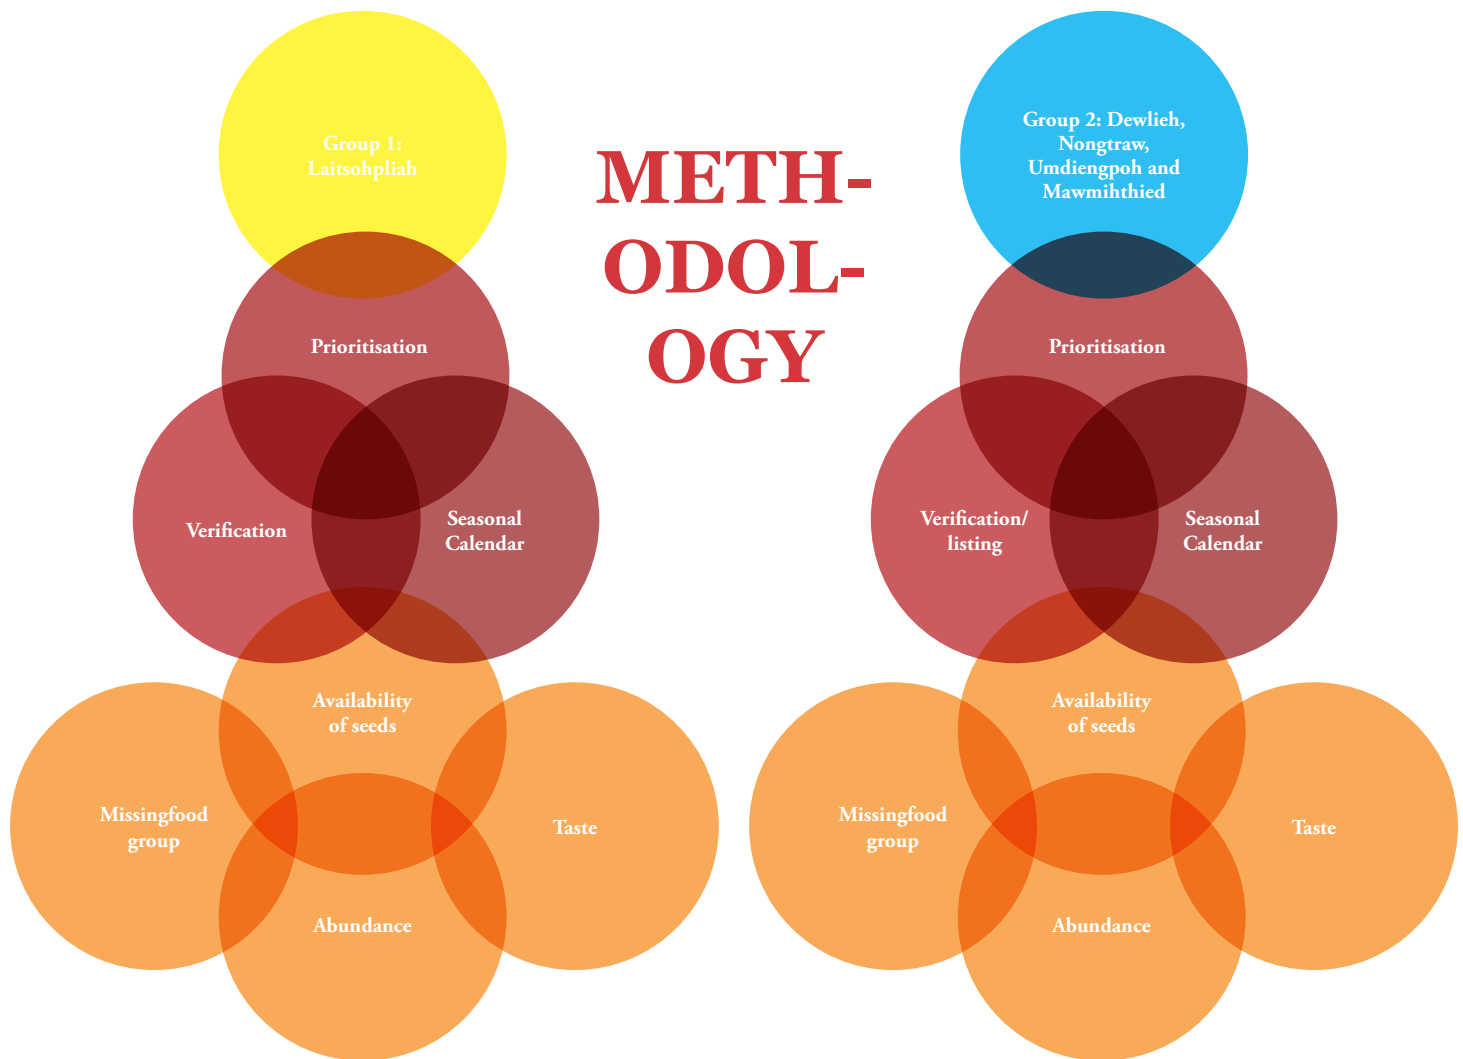 Group 1:
Laitsohpliah
Prioritisation
Verification
Seasonal
Calendar
Availability
of seeds
Missingfood
group
Taste
Abundance
METH-
ODOL-
OGY
Group 2: Dewlieh,
Nongtraw,
Umdiengpoh and
Mawmihthied
Prioritisation
Verification/
listing
Seasonal
Calendar
Availability
of seeds
Missingfood
group
Taste
Abundance